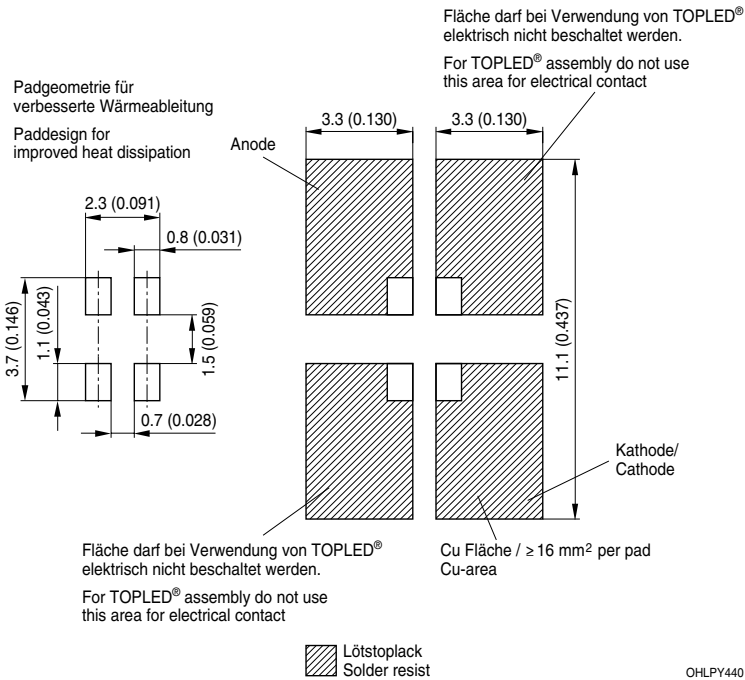 Fläche darf bei Verwendung von TOPLED®
elektrisch nicht beschaltet werden.
For TOPLED® assembly do not use
this area for electrical contact
Padgeometrie für
verbesserte Wärmeableitung
Paddesign for
improved heat dissipation
Anode
3.3 (0.130)
3.3 (0.130)
2.3 (0.091)
0.8 (0.031)
3.7 (0.146)
1.1 (0.043)
1.5 (0.059)
11.1 (0.437)
0.7 (0.028)
Kathode/
Cathode
Fläche darf bei Verwendung von TOPLED®
elektrisch nicht beschaltet werden.
For TOPLED® assembly do not use
this area for electrical contact
Cu Fläche / ≥ 16 mm² per pad
Cu-area
Lötstoplack
Solder resist
OHLPY440